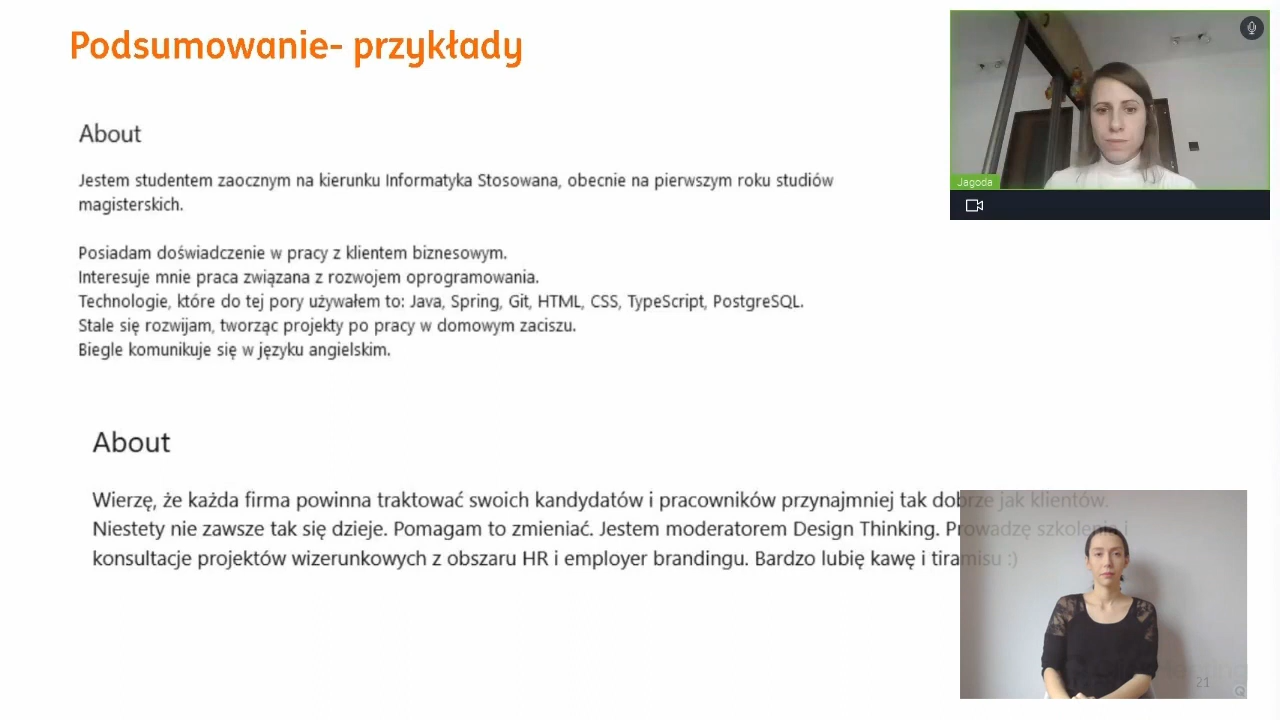 Podsumowanie- przykłady
About
Jestem studentem zaocznym na kierunku Informatyka Stosowana, obecnie na pierwszym roku studiów
magisterskich.
Posiadam doświadczenie w pracy z klientem biznesowym.
Interesuje mnie praca związana z rozwojem oprogramowania.
Technologie, które do tej pory używałem to: Java, Spring, Git, HTML, CSS, TypeScript, PostgreSQL.
Stale się rozwijam, tworząc projekty po pracy w domowym zaciszu.
Biegle komunikuje się w języku angielskim.
About
Wierzę, że każda firma powinna traktować swoich kandydatów i pracowników przynajmniej tak dobrze jak klientów.
Niestety nie zawsze tak się dzieje. Pomagam to zmieniać. Jestem moderatorem Design Thinking. Prowadzę szkolenia i
konsultacje projektów wizerunkowych z obszaru HR i employer brandingu. Bardzo lubię kawę i tiramisu :)
Jagoda
21